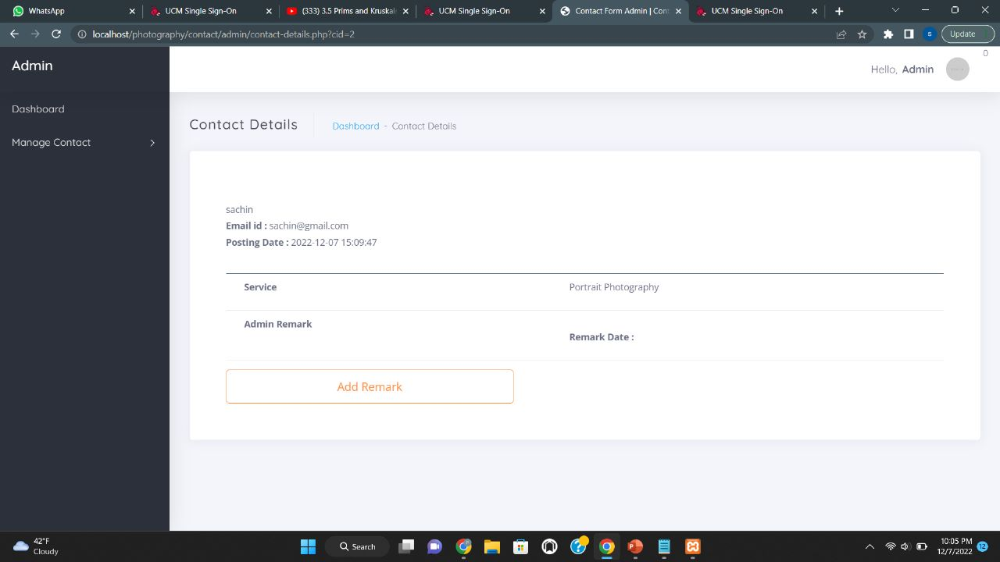 WhatsApp
UCM Single Sign-On
(333) 3.5 Prims and Kruskals
UCM Single Sign-On
Contact Form Admin | Cont
UCM Single Sign-On
localhost/photography/contact/admin/contact-details.php?cid=2
S
Update
Admin
0
Hello, Admin
Dashboard
Manage Contact
Contact Details
Dashboard - Contact Details
sachin
Email id : sachin@gmail.com
Posting Date : 2022-12-07 15:09:47
Service
Portrait Photography
Admin Remark
Remark Date :
Add Remark
42°F
Cloudy
Search
10:05 PM
12/7/2022
12